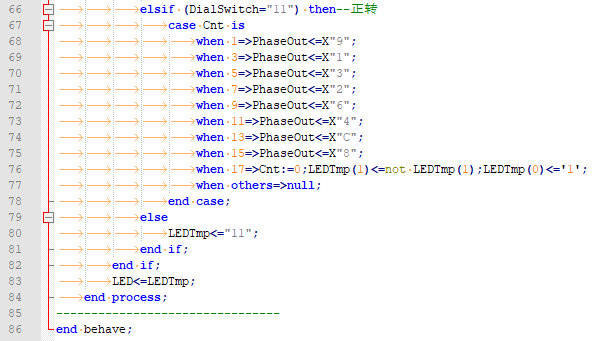 66 elsif (DialSwitch="11") then--正转
67 case Cnt is
68 when 1=>PhaseOut<=X"9";
69 when 3=>PhaseOut<=X"1";
70 when 5=>PhaseOut<=X"3";
71 when 7=>PhaseOut<=X"2";
72 when 9=>PhaseOut<=X"6";
73 when 11=>PhaseOut<=X"4";
74 when 13=>PhaseOut<=X"C";
75 when 15=>PhaseOut<=X"8";
76 when 17=>Cnt:=0;LEDTmp(1)<=not LEDTmp(1);LEDTmp(0)<='1';
77 when others=>null;
78 end case;
79 else
80 LEDTmp<="11";
81 end if;
82 end if;
83 LED<=LEDTmp;
84 end process;
85 --------------------------------
86 end behave;